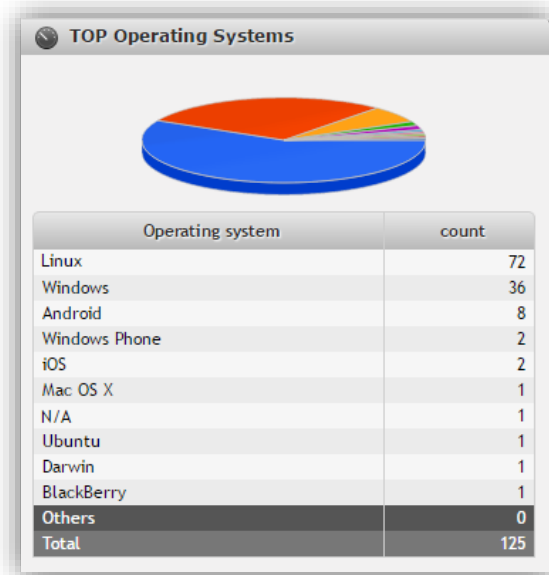 TOP Operating Systems
Operating system count
Linux 72
Windows 36
Android 8
Windows Phone 2
iOS 2
Mac OS X 1
N/A 1
Ubuntu 1
Darwin 1
BlackBerry 1
Others 0
Total 125